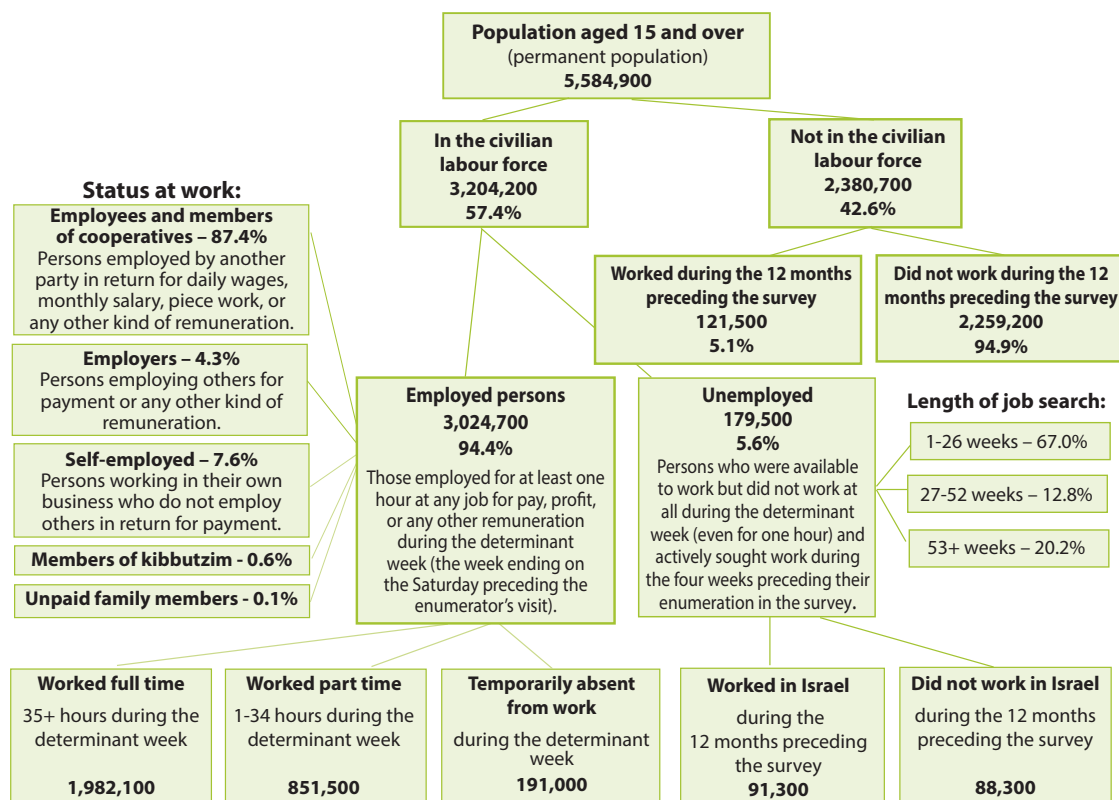 Population aged 15 and over
(permanent population)
5,584,900
In the civilian
labour force
3,204,200
57.4%
Not in the civilian
labour force
2,380,700
42.6%
Status at work:
Employees and members
of cooperatives – 87.4%
Persons employed by another
party in return for daily wages,
monthly salary, piece work, or
any other kind of remuneration.
Employers – 4.3%
Persons employing others for
payment or any other kind of
remuneration.
Self-employed – 7.6%
Persons working in their own
business who do not employ
others in return for payment.
Members of kibbutzim - 0.6%
Unpaid family members - 0.1%
Worked during the 12 months
preceding the survey
121,500
5.1%
Did not work during the 12
months preceding the survey
2,259,200
94.9%
Employed persons
3,024,700
94.4%
Those employed for at least one
hour at any job for pay, profit,
or any other remuneration
during the determinant
week (the week ending on
the Saturday preceding the
enumerator's visit).
Unemployed
179,500
5.6%
Persons who were available
to work but did not work at
all during the determinant
week (even for one hour) and
actively sought work during
the four weeks preceding their
enumeration in the survey.
Length of job search:
1-26 weeks – 67.0%
27-52 weeks – 12.8%
53+ weeks – 20.2%
Worked full time
35+ hours during the
determinant week
1,982,100
Worked part time
1-34 hours during the
determinant week
851,500
Temporarily absent
from work
during the determinant
week
191,000
Worked in Israel
during the
12 months preceding
the survey
91,300
Did not work in Israel
during the 12 months
preceding the survey
88,300